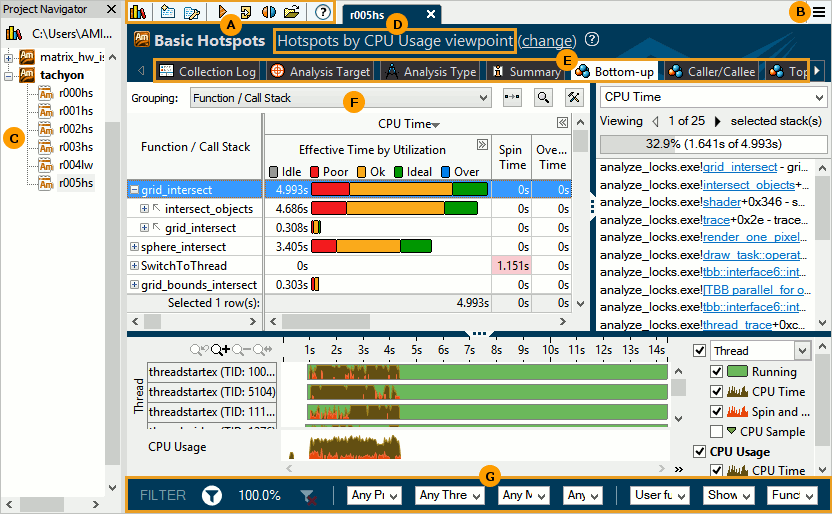 Project Navigator
A
r005hs
D
B
C:\Users\AMI...
matrix_hw_is
tachyon
r000hs
r001hs
r002hs
r003hs
r004lw
r005hs
C
Basic Hotspots Hotspots by CPU Usage viewpoint (change)
E
Collection Log Analysis Target Analysis Type Summary Bottom-up Caller/Callee Top
Grouping: Function / Call Stack
F
Function / Call Stack
CPU Time
Effective Time by Utilization
Idle Poor Ok Ideal Over
Spin Time
Ove... Time
grid_intersect 4.993s 0s 0s
intersect_objects 4.686s 0s 0s
grid_intersect 0.308s 0s 0s
sphere_intersect 3.405s 0s 0s
SwitchToThread 0s 1.151s 0s
grid_bounds_intersect 0.303s 0s 0s
Selected 1 row(s): 4.993s 0s 0s
CPU Time
Viewing 1 of 25 selected stack(s)
32.9% (1.641s of 4.993s)
analyze_locks.exe!grid_intersect - gri...
analyze_locks.exe!intersect_objects+...
analyze_locks.exe!shader+0x346 - s...
analyze_locks.exe!trace+0x2e - trace...
analyze_locks.exe!render_one_pixel...
analyze_locks.exe!draw_task::operat...
analyze_locks.exe!tbb::interface6::int...
analyze_locks.exe![TBB parallel_for o...
analyze_locks.exe!tbb::interface6::int...
analyze_locks.exe!thread_trace+0xc...
1s 2s 3s 4s 5s 6s 7s 8s 9s 10s 11s 12s 13s 14s
Thread
threadstartex (TID: 100...
threadstartex (TID: 5104)
threadstartex (TID: 111...
CPU Usage
Thread
Running
CPU Time
Spin and ...
CPU Sample
CPU Usage
CPU Time
G
FILTER 100.0% Any Pr Any Thre Any M Any User fu Show Funct